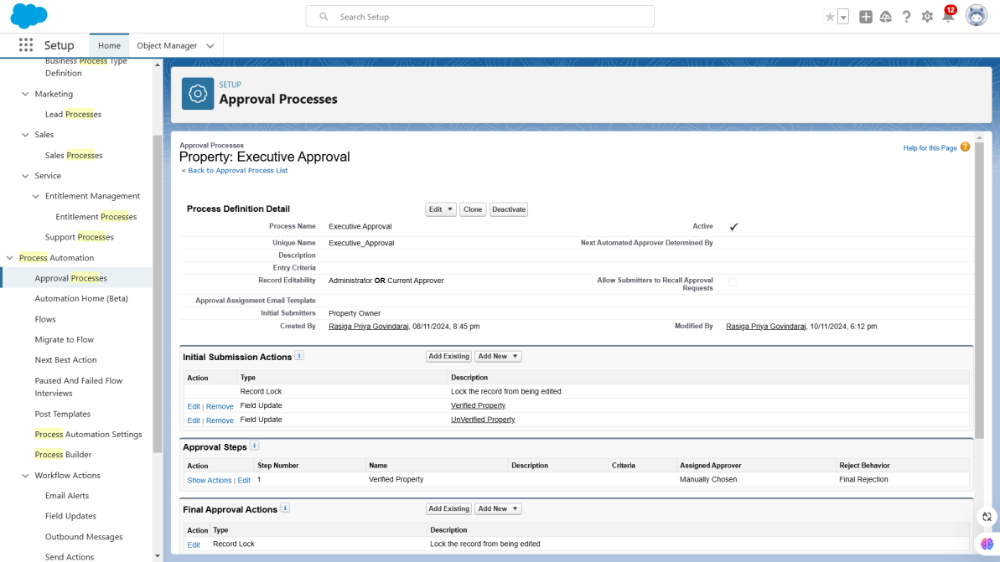 Search Setup
12
Setup
Home
Object Manager
Business Process Type
Definition
Marketing
Lead Processes
Sales
Sales Processes
Service
Entitlement Management
Entitlement Processes
Support Processes
Process Automation
Approval Processes
Automation Home (Beta)
Flows
Migrate to Flow
Next Best Action
Paused And Failed Flow
Interviews
Post Templates
Process Automation Settings
Process Builder
Workflow Actions
Email Alerts
Field Updates
Outbound Messages
Send Actions
SETUP
Approval Processes
Approval Processes
Property: Executive Approval
Help for this Page
« Back to Approval Process List
Process Definition Detail Edit Clone Deactivate
Process Name Executive Approval Active
Unique Name Executive_Approval Next Automated Approver Determined By
Description
Entry Criteria
Record Editability Administrator OR Current Approver Allow Submitters to Recall Approval
Requests
Approval Assignment Email Template
Initial Submitters Property Owner
Created By Rasiga Priya Govindaraj, 08/11/2024, 8:45 pm Modified By Rasiga Priya Govindaraj, 10/11/2024, 6:12 pm
Initial Submission Actions i Add Existing Add New
Action Type Description
Record Lock Lock the record from being edited
Edit | Remove Field Update Verified Property
Edit | Remove Field Update UnVerified Property
Approval Steps i
Action Step Number Name Description Criteria Assigned Approver Reject Behavior
Show Actions | Edit 1 Verified Property Manually Chosen Final Rejection
Final Approval Actions i Add Existing Add New
Action Type Description
Edit Record Lock Lock the record from being edited